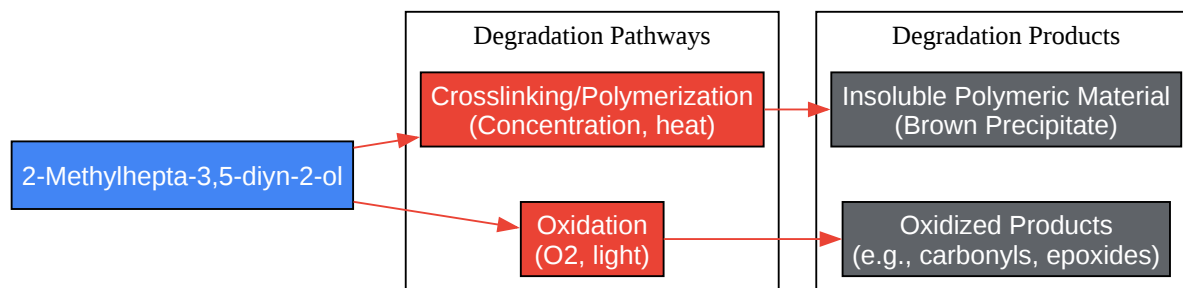 Degradation Pathways
Degradation Products
Crosslinking/Polymerization
(Concentration, heat)
Insoluble Polymeric Material
(Brown Precipitate)
2-Methylhepta-3,5-diyn-2-ol
Oxidation
(O2, light)
Oxidized Products
(e.g., carbonyls, epoxides)